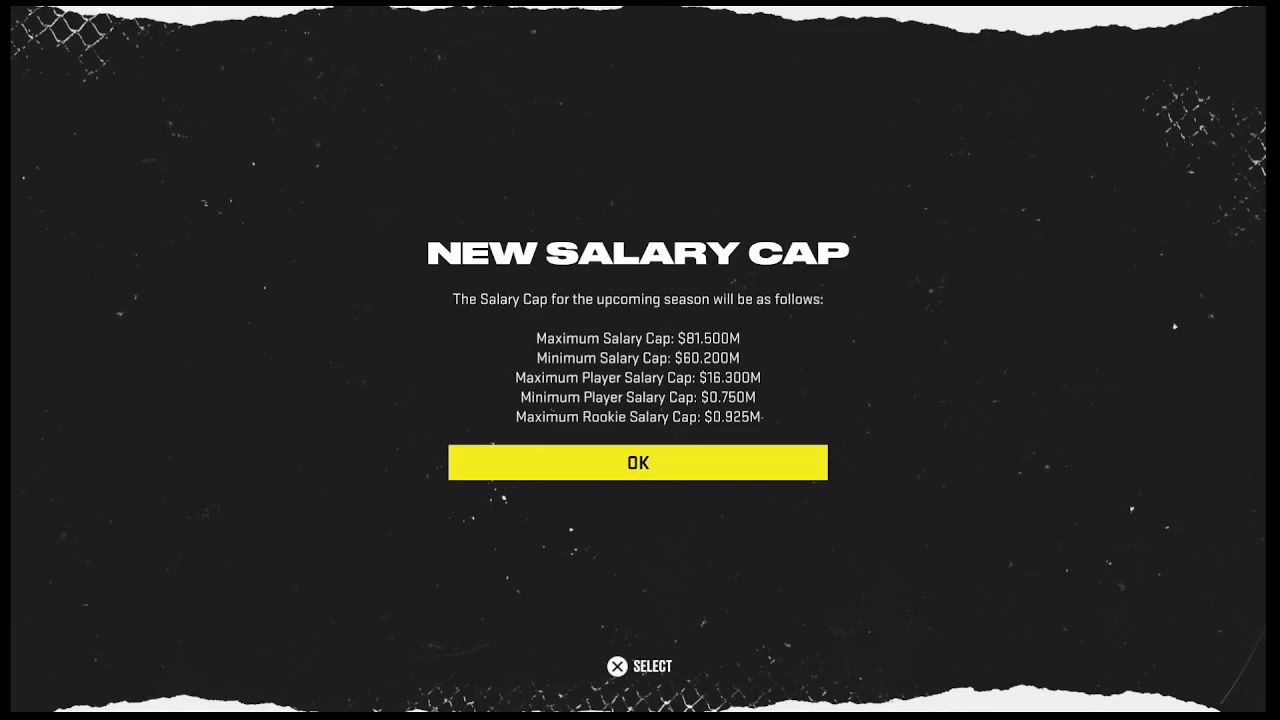 NEW SALARY CAP
The Salary Cap for the upcoming season will be as follows:
Maximum Salary Cap: $81.500M
Minimum Salary Cap: $60.200M
Maximum Player Salary Cap: $16.300M
Minimum Player Salary Cap: $0.750M
Maximum Rookie Salary Cap: $0.925M
OK
SELECT